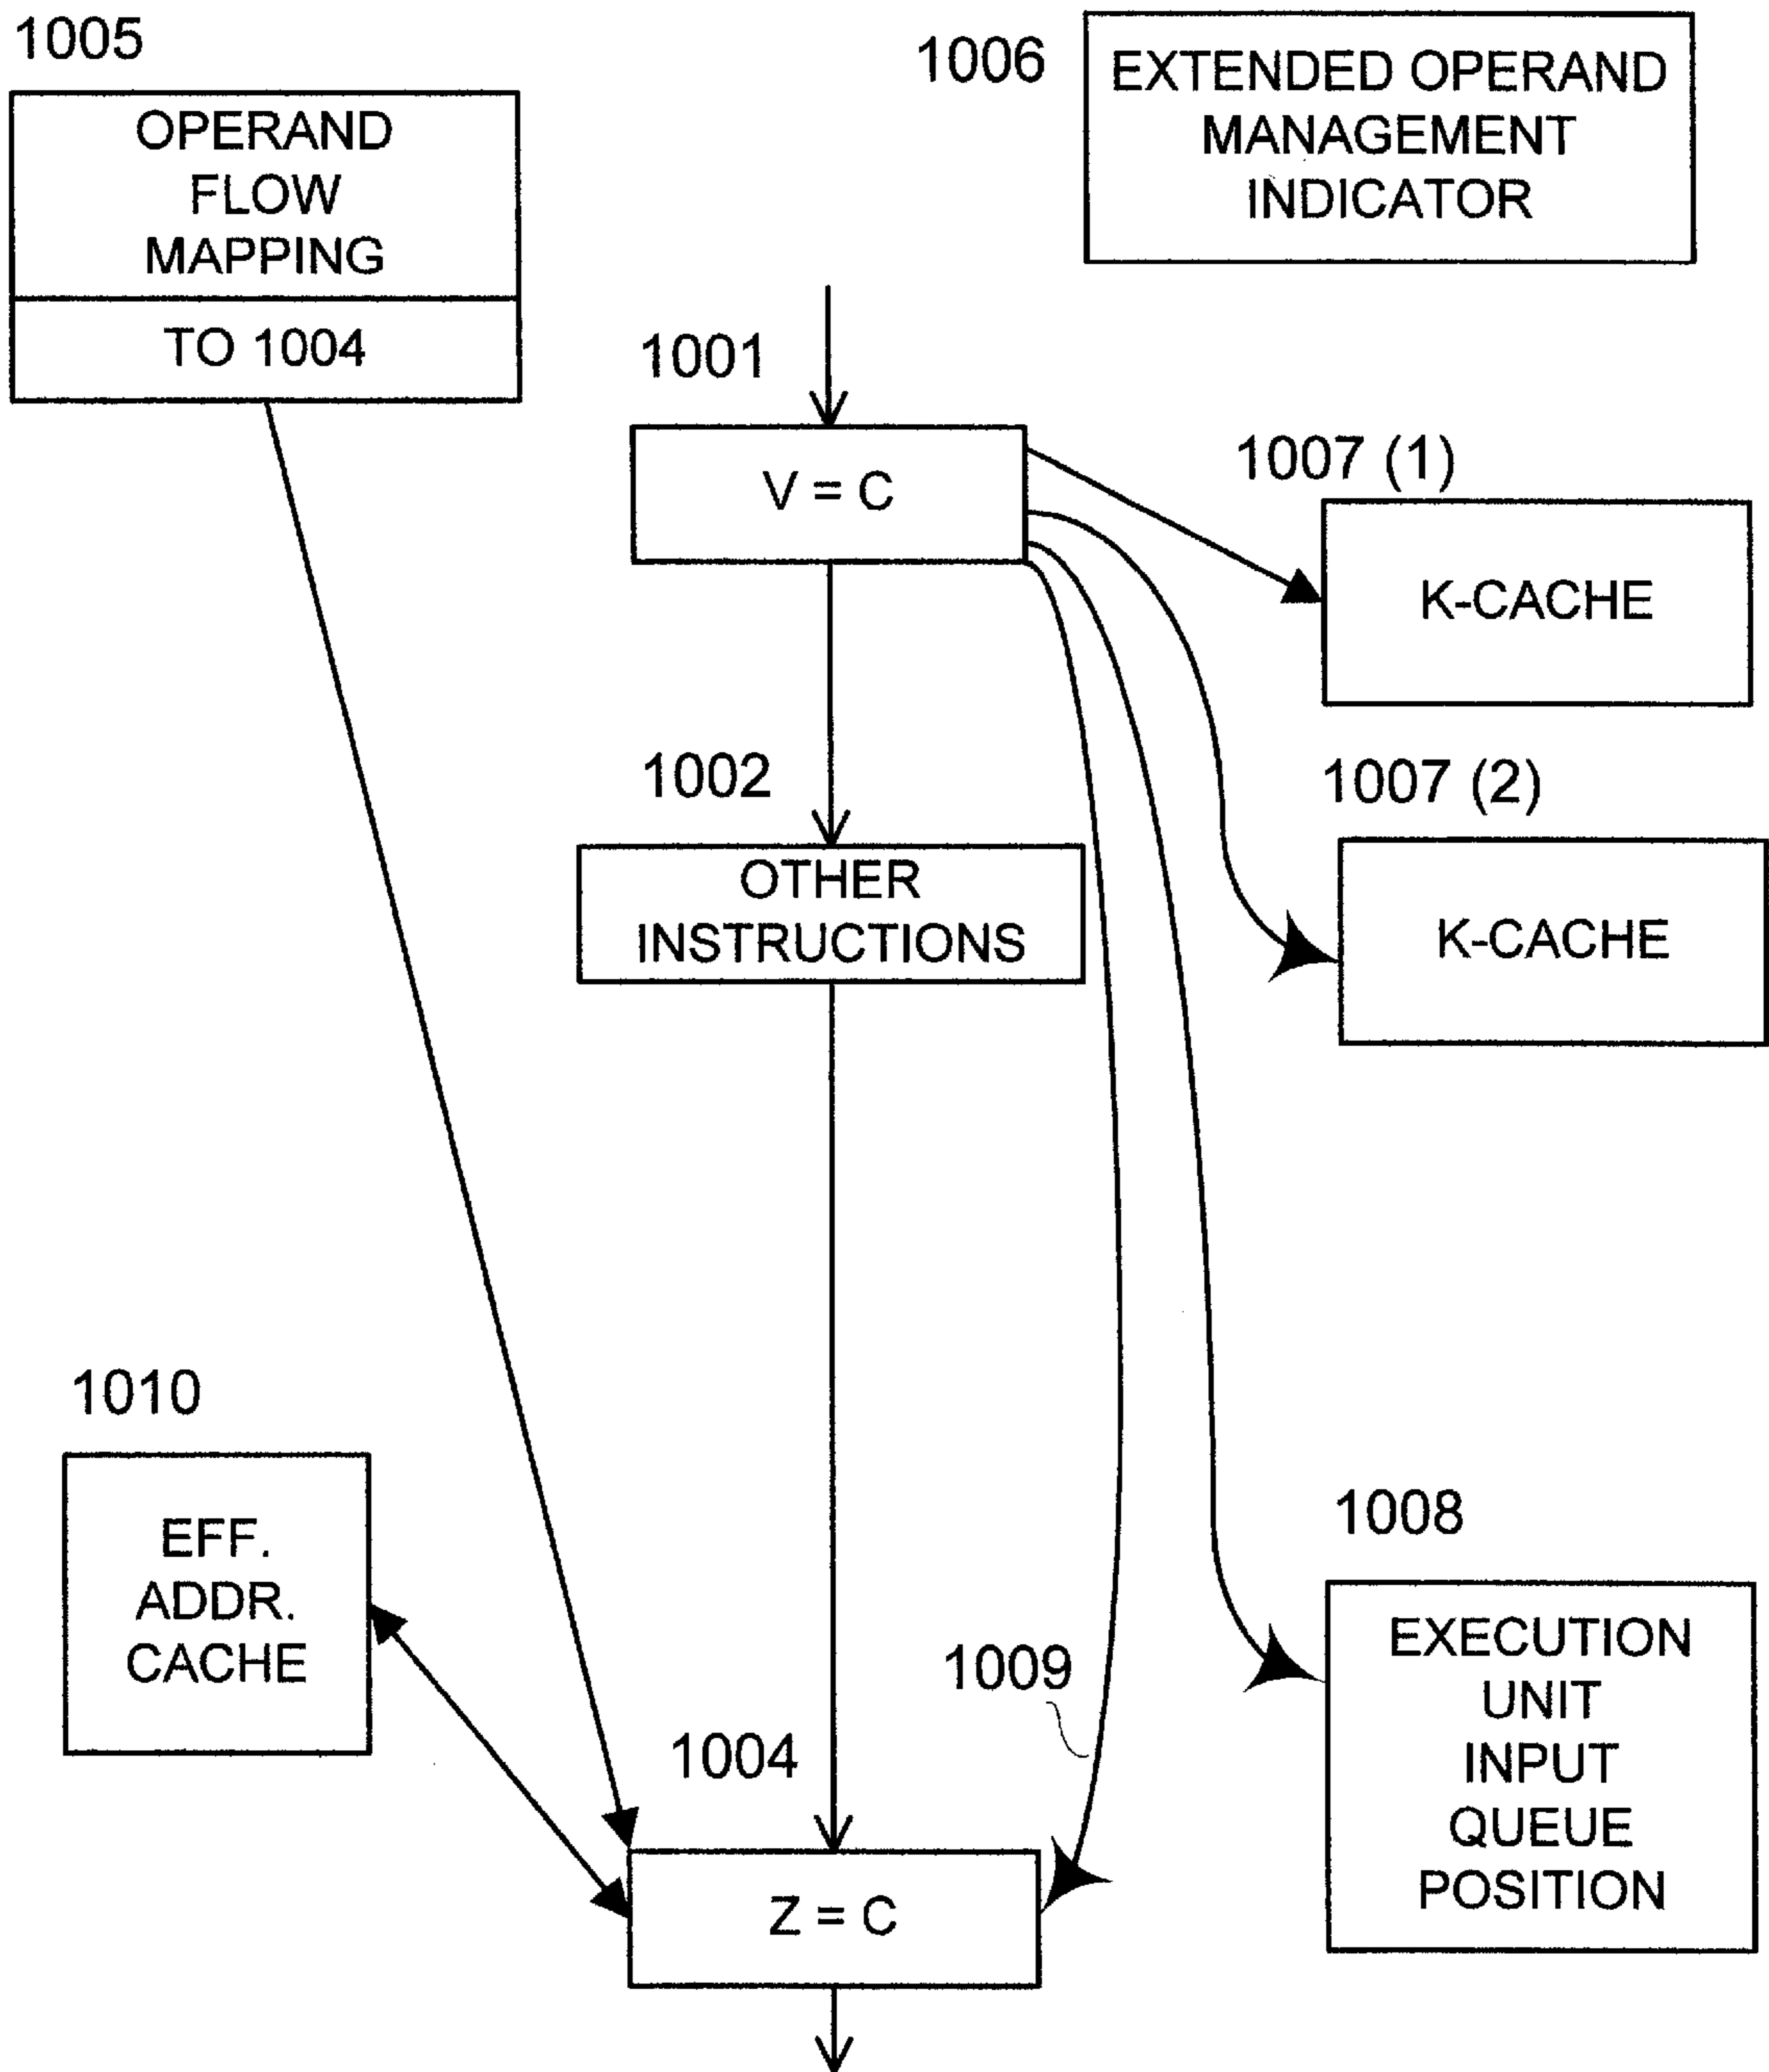 1005
OPERAND
FLOW
MAPPING
TO 1004
1006
EXTENDED OPERAND
MANAGEMENT
INDICATOR
1001
V = C
1007 (1)
K-CACHE
1002
OTHER
INSTRUCTIONS
1007 (2)
K-CACHE
1010
EFF.
ADDR.
CACHE
1009
1008
EXECUTION
UNIT
INPUT
QUEUE
POSITION
1004
Z = C